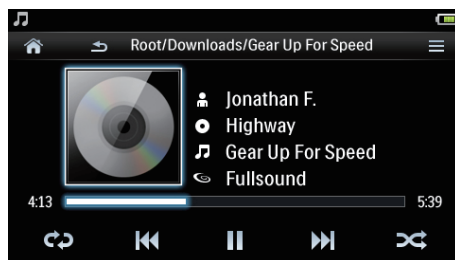 Root/Downloads/Gear Up For Speed
Jonathan F.
Highway
Gear Up For Speed
Fullsound
4:13 5:39